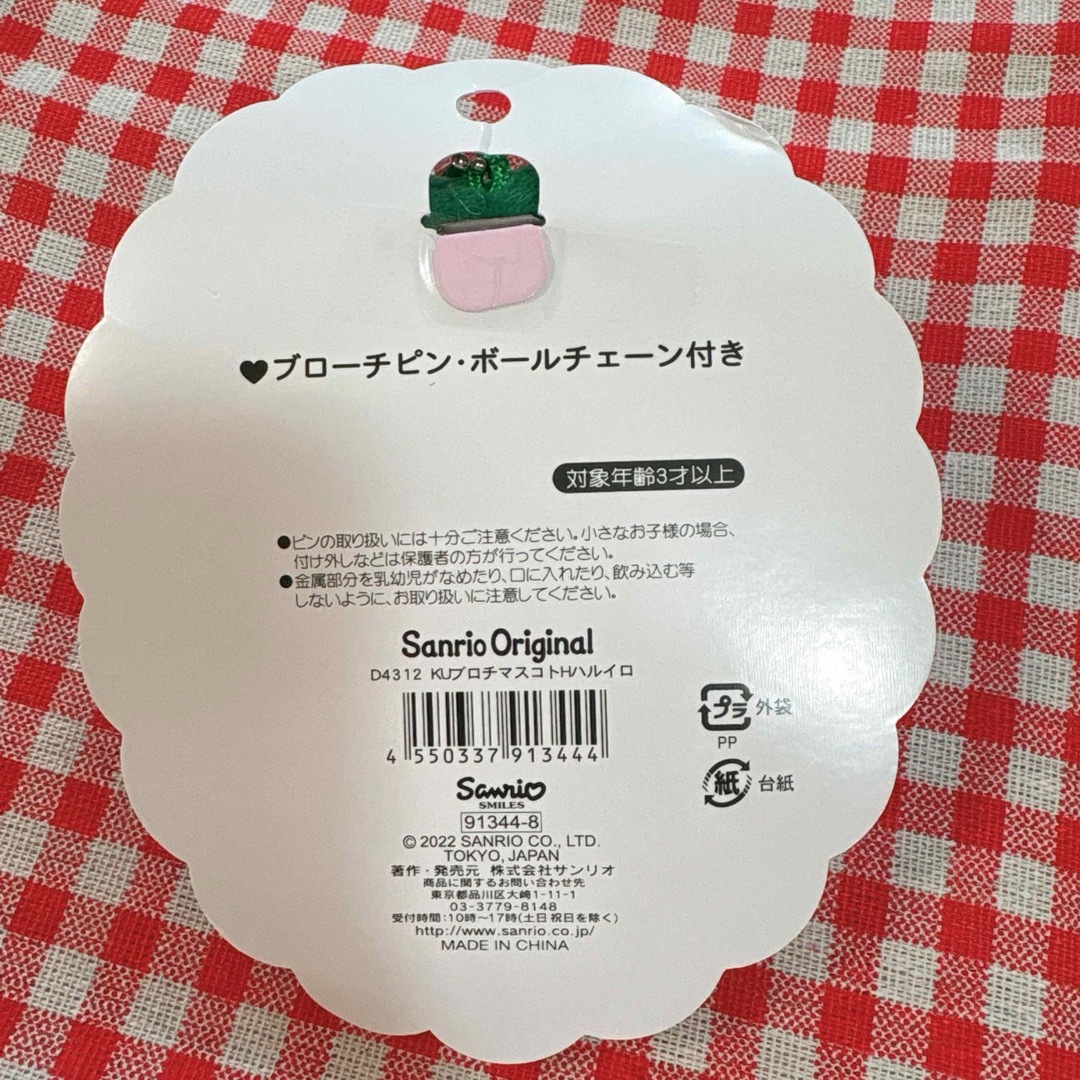 ♥ブローチピン・ボールチェーン付き
対象年齢3才以上
●ピンの取り扱いには十分ご注意ください。小さなお子様の場合、
付け外しなどは保護者の方が行ってください。
●金属部分を乳幼児がなめたり、口に入れたり、飲み込む等
しないように、お取り扱いに注意してください。
Sanrio Original
D4312 KUブロチマスコトHハルイロ
4 550337 913444
プラ 外袋
PP
紙 台紙
Sanrio
SMILES
91344-8
© 2022 SANRIO CO., LTD.
TOKYO, JAPAN
著作・発売元 株式会社サンリオ
商品に関するお問い合わせ先
東京都品川区大崎1-11-1
03-3779-8148
受付時間:10時〜17時(土日祝日を除く)
http://www.sanrio.co.jp/
MADE IN CHINA